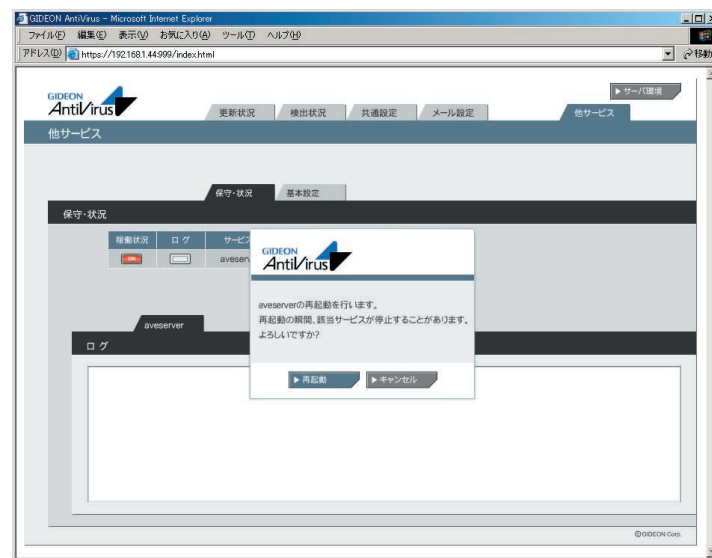 GIDEON AntiVirus - Microsoft Internet Explorer
ファイル(F) 編集(E) 表示(V) お気に入り(A) ツール(T) ヘルプ(H)
アドレス(D) https://192.168.1.44:999/index.html 移動
▶ サーバ環境
GIDEON
AntiVirus
更新状況 検出状況 共通設定 メール設定 他サービス
他サービス
保守・状況 基本設定
保守・状況
稼働状況 ログ サービス
ON aveserv
GIDEON
AntiVirus
aveserverの再起動を行います。
再起動の瞬間、該当サービスが停止することがあります。
よろしいですか?
▶ 再起動 ▶ キャンセル
aveserver
ログ
©GIDEON Corp.